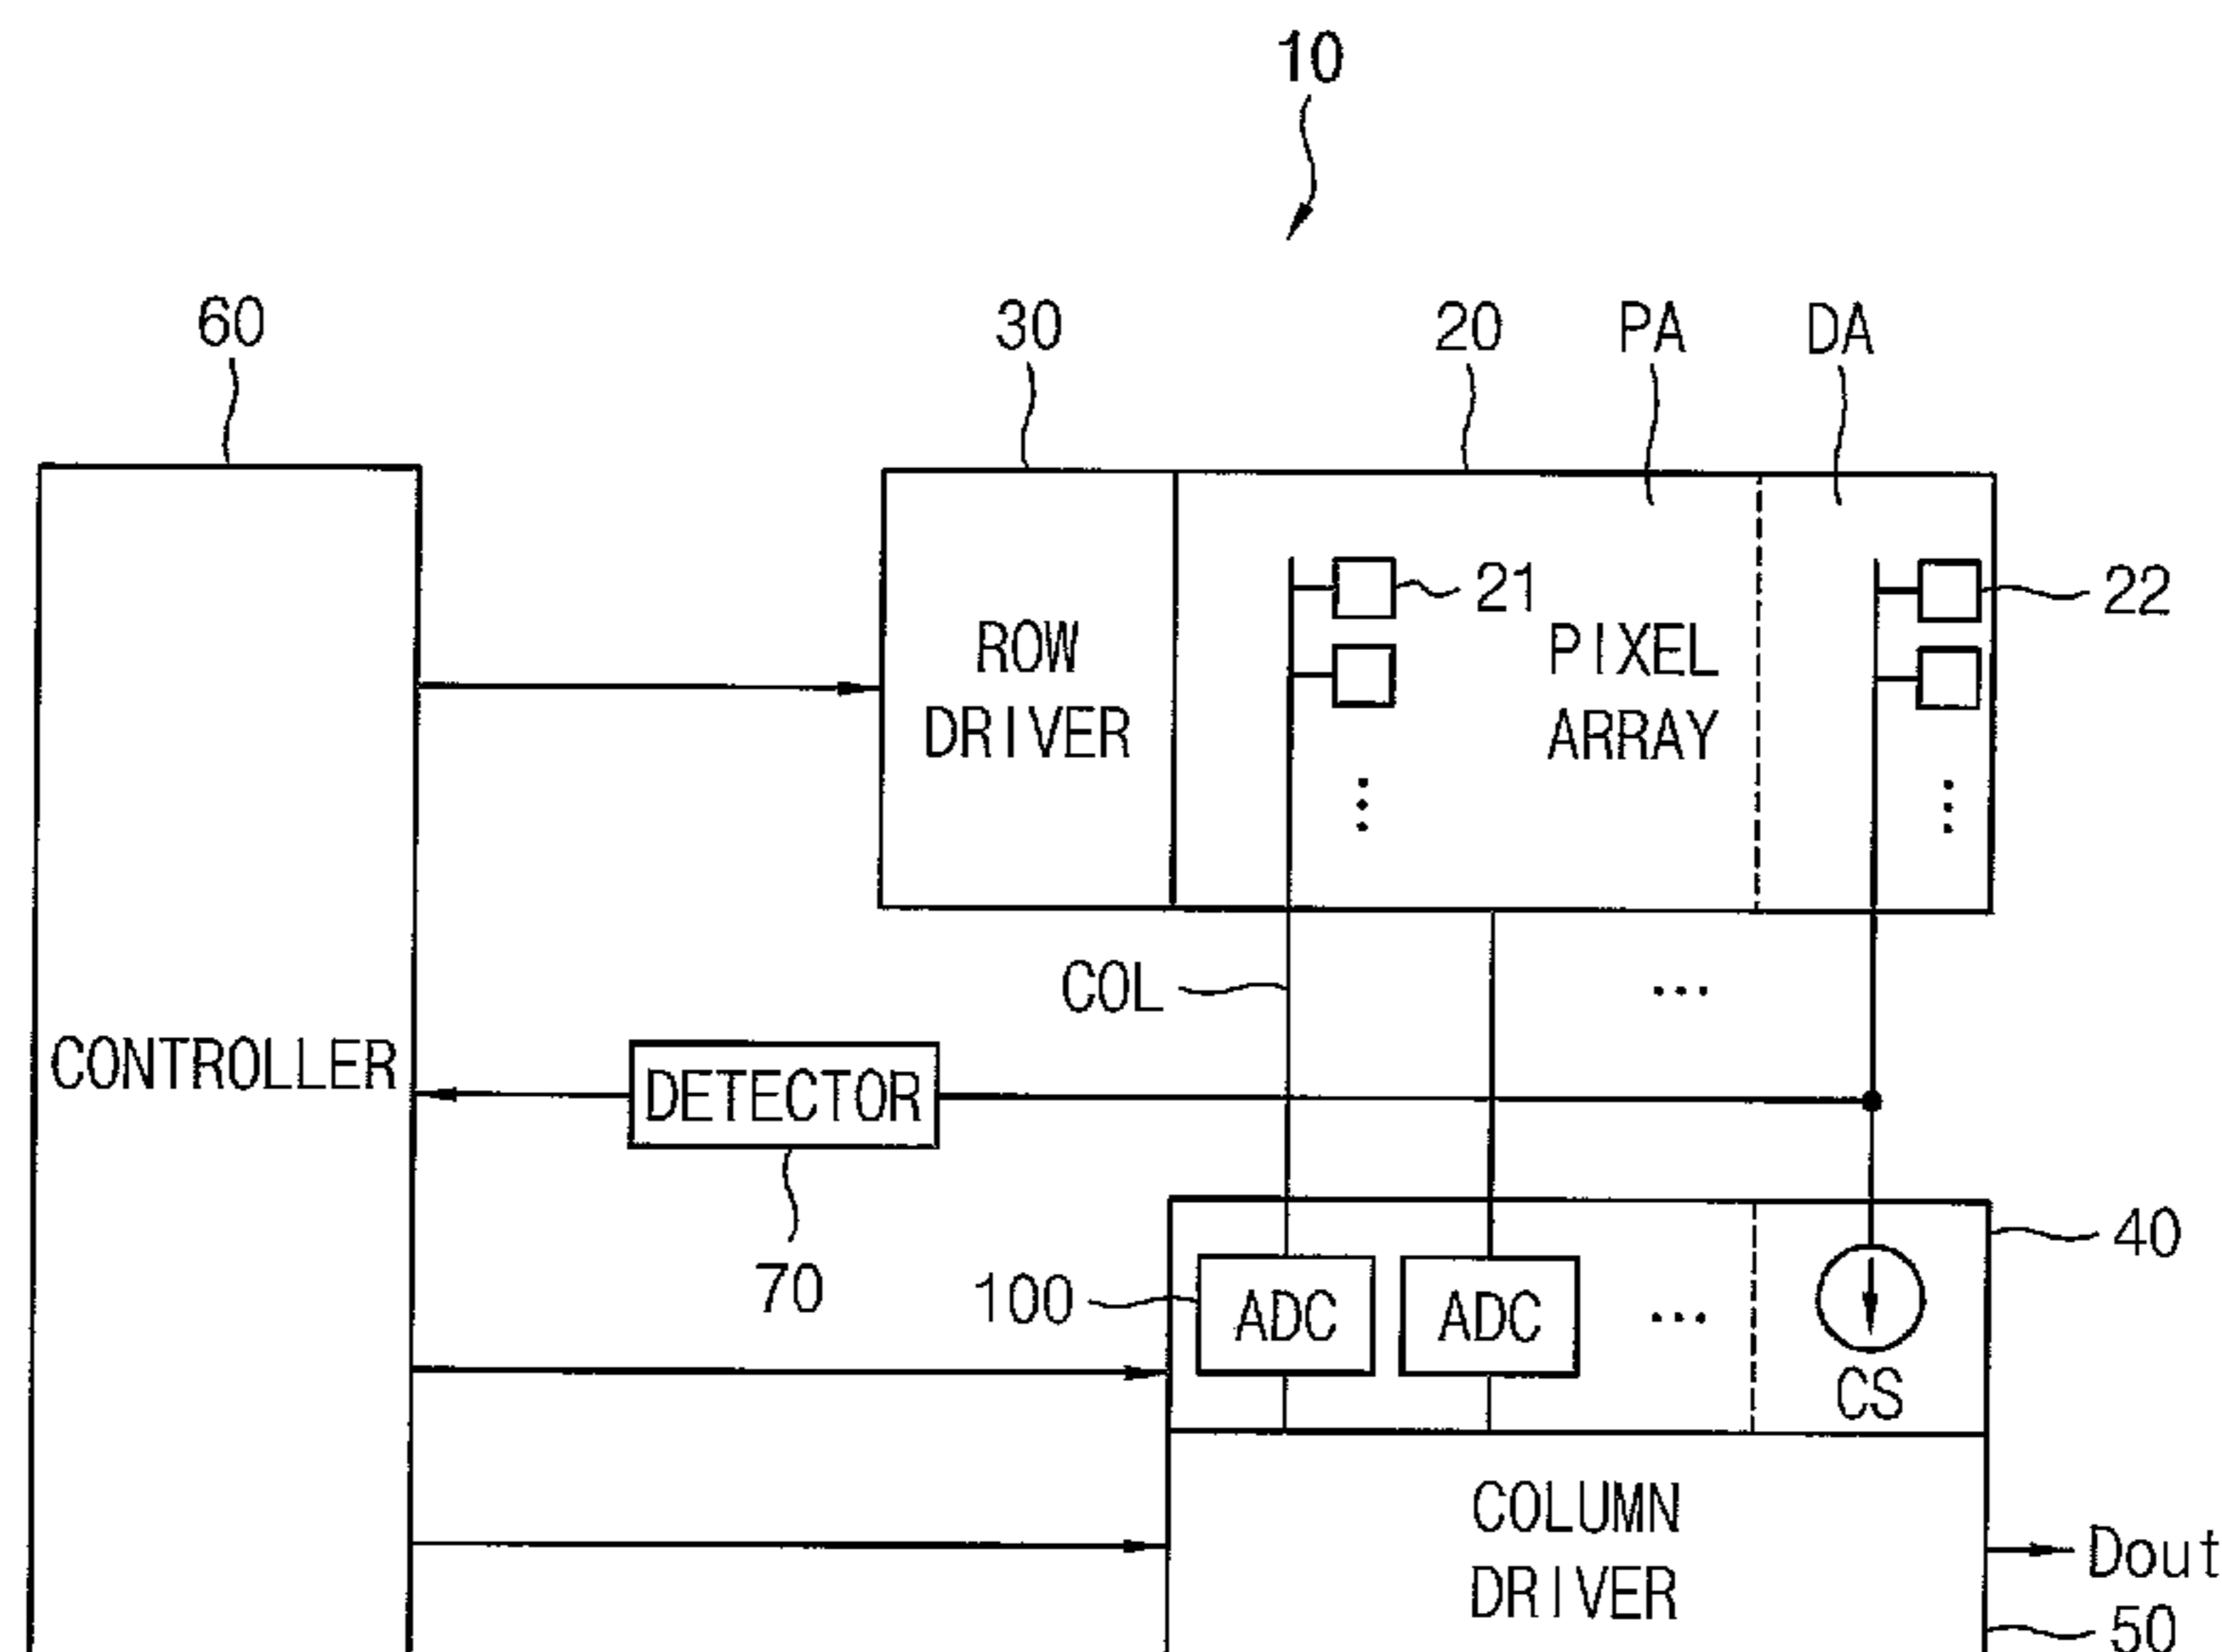 10
60
30
20
PA
DA
21
22
ROW
DRIVER
PIXEL
ARRAY
COL
CONTROLLER
DETECTOR
70
40
100
ADC
ADC
CS
COLUMN
DRIVER
Dout
50